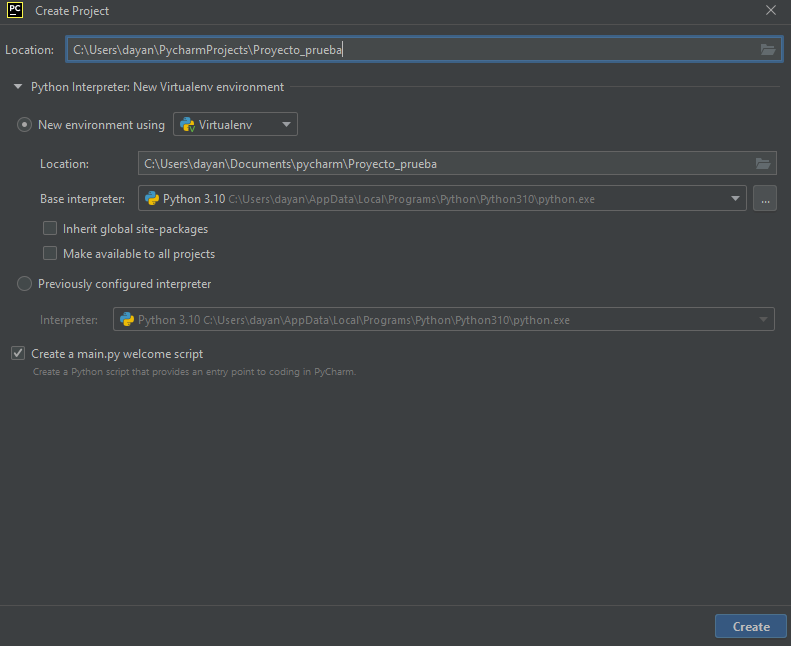 PC Create Project
Location: C:\Users\dayan\PycharmProjects\Proyecto_prueba
Python Interpreter: New Virtualenv environment
New environment using Virtualenv
Location: C:\Users\dayan\Documents\pycharm\Proyecto_prueba
Base interpreter: Python 3.10 C:\Users\dayan\AppData\Local\Programs\Python\Python310\python.exe ...
Inherit global site-packages
Make available to all projects
Previously configured interpreter
Interpreter: Python 3.10 C:\Users\dayan\AppData\Local\Programs\Python\Python310\python.exe
Create a main.py welcome script
Create a Python script that provides an entry point to coding in PyCharm.
Create